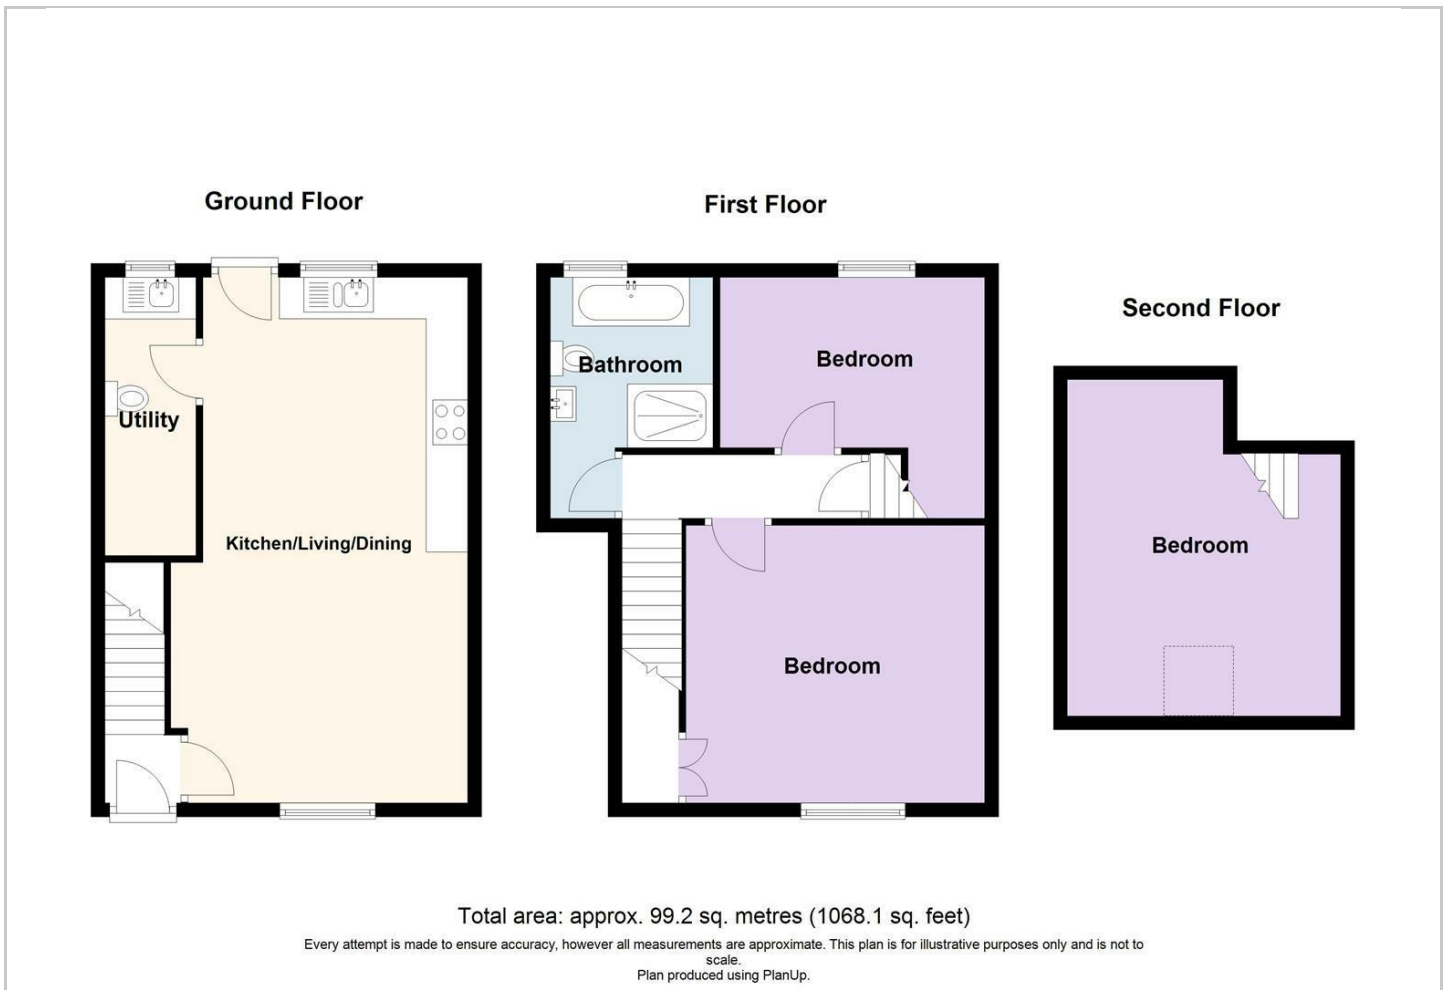 Ground Floor
Utility
Kitchen/Living/Dining
First Floor
Bathroom
Bedroom
Bedroom
Second Floor
Bedroom
Total area: approx. 99.2 sq. metres (1068.1 sq. feet)
Every attempt is made to ensure accuracy, however all measurements are approximate. This plan is for illustrative purposes only and is not to
scale.
Plan produced using PlanUp.